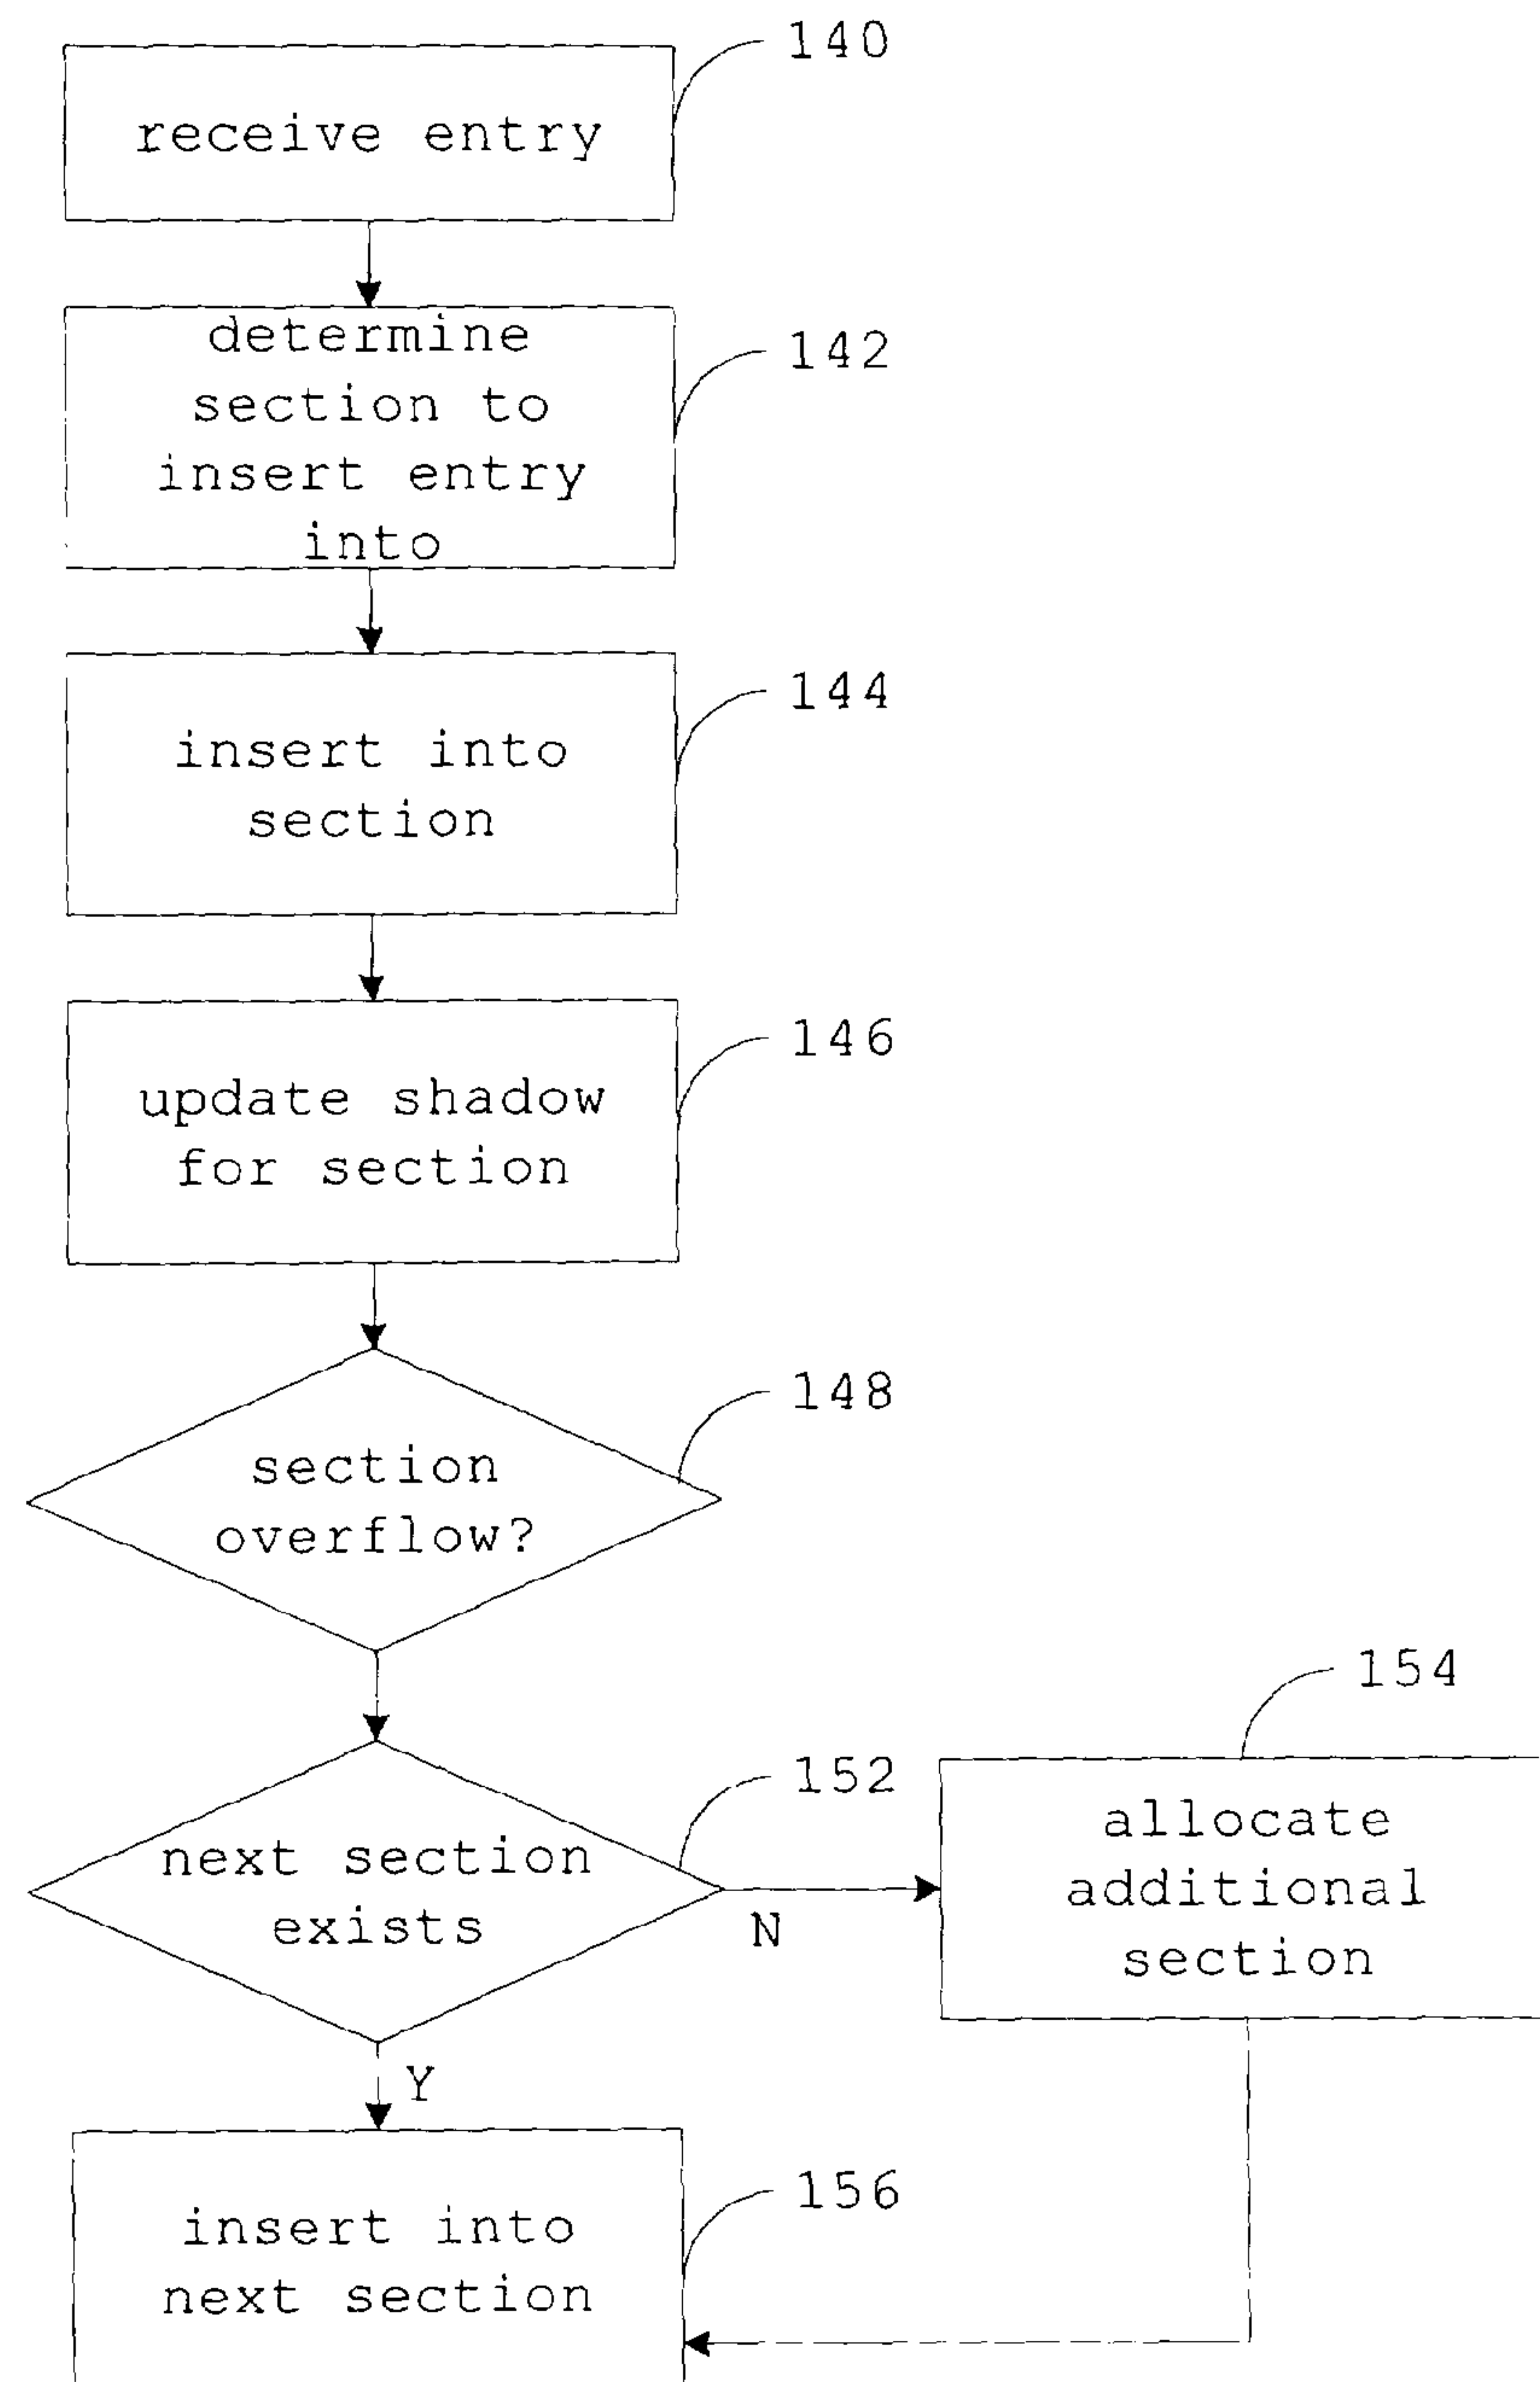 140
receive entry
142
determine
section to
insert entry
into
144
insert into
section
146
update shadow
for section
148
section
overflow?
152
next section
exists
N
154
allocate
additional
section
Y
156
insert into
next section